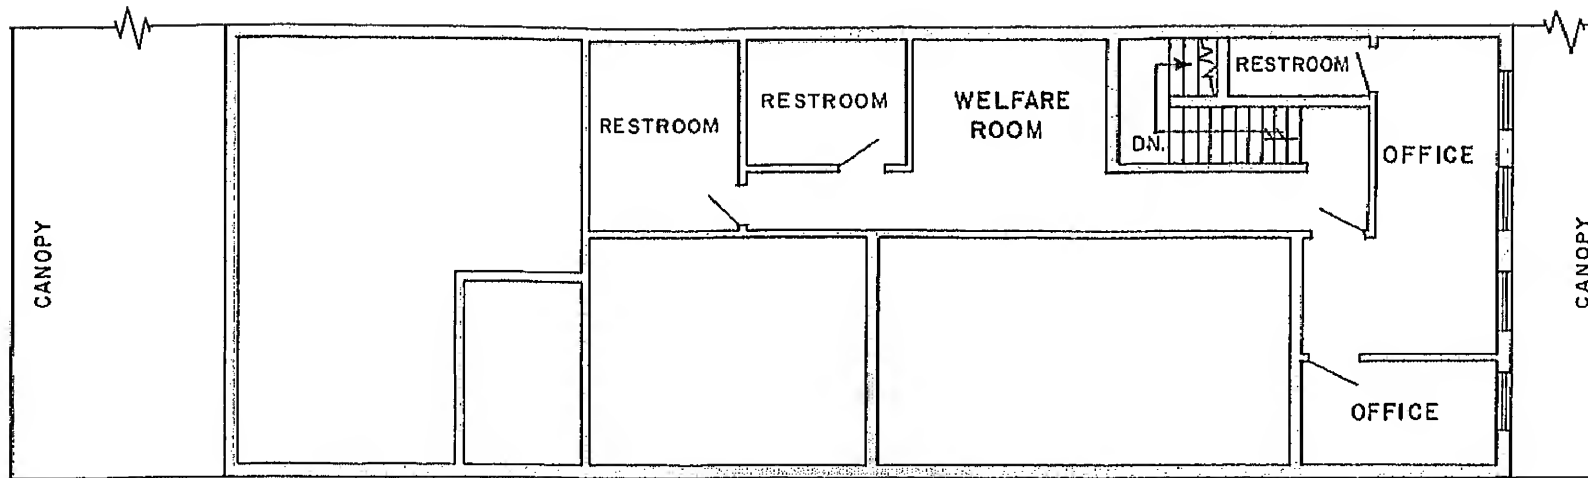 RESTROOM
RESTROOM
WELFARE
ROOM
DN.
RESTROOM
OFFICE
CANOPY
CANOPY
OFFICE